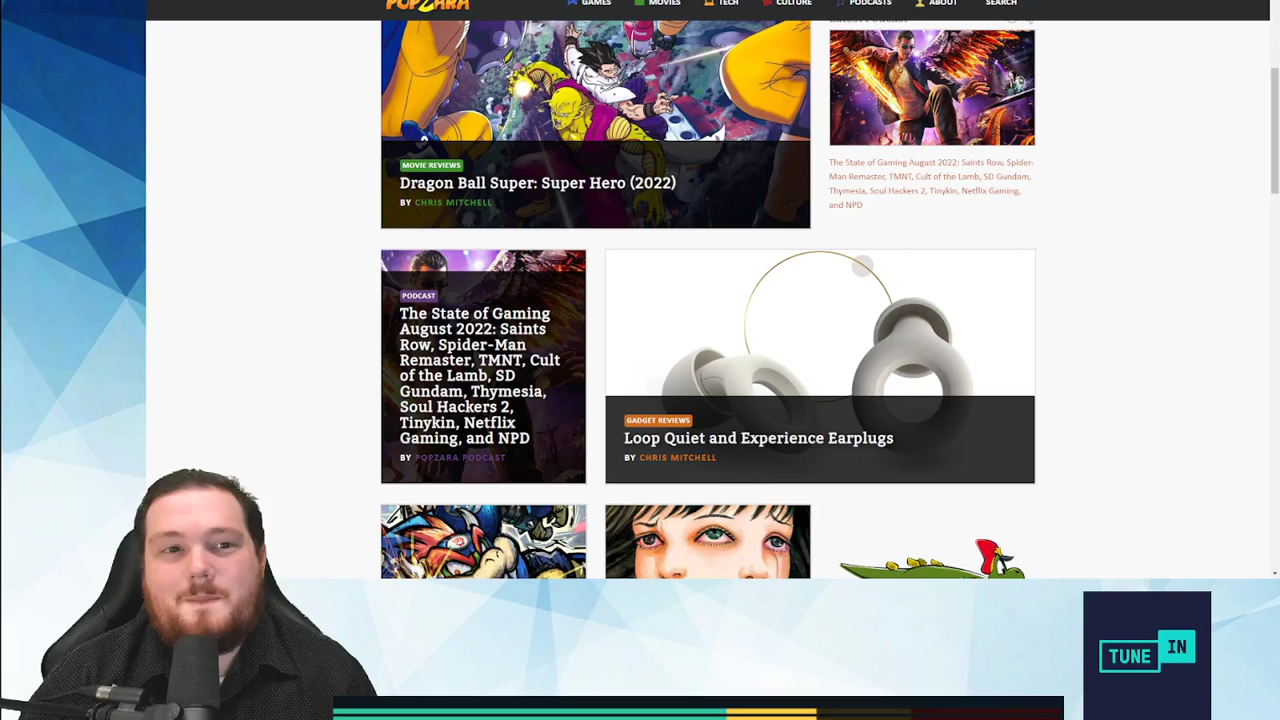 POPZARA
GAMES
MOVIES
TECH
CULTURE
PODCASTS
ABOUT
SEARCH
Latest Podcast
MOVIE REVIEWS
Dragon Ball Super: Super Hero (2022)
BY CHRIS MITCHELL
The State of Gaming August 2022: Saints Row, Spider-
Man Remaster, TMNT, Cult of the Lamb, SD Gundam,
Thymesia, Soul Hackers 2, Tinykin, Netflix Gaming,
and NPD
PODCAST
The State of Gaming
August 2022: Saints
Row, Spider-Man
Remaster, TMNT, Cult
of the Lamb, SD
Gundam, Thymesia,
Soul Hackers 2,
Tinykin, Netflix
Gaming, and NPD
BY POPZARA PODCAST
GADGET REVIEWS
Loop Quiet and Experience Earplugs
BY CHRIS MITCHELL
TUNE IN